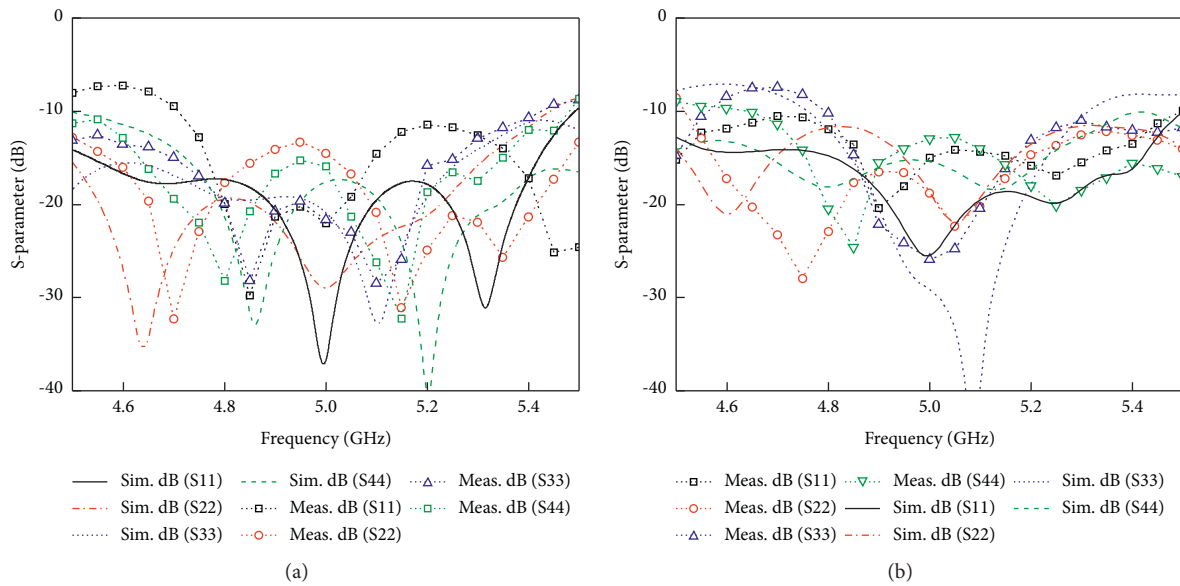 0
-10
-20
-30
-40
S-parameter (dB)
4.6 4.8 5.0 5.2 5.4
Frequency (GHz)
Sim. dB (S11) Sim. dB (S44) Meas. dB (S33)
Sim. dB (S22) Meas. dB (S11) Meas. dB (S44)
Sim. dB (S33) Meas. dB (S22)
(a)
0
-10
-20
-30
-40
S-parameter (dB)
4.6 4.8 5.0 5.2 5.4
Frequency (GHz)
Meas. dB (S11) Meas. dB (S44) Sim. dB (S33)
Meas. dB (S22) Sim. dB (S11) Sim. dB (S44)
Meas. dB (S33) Sim. dB (S22)
(b)